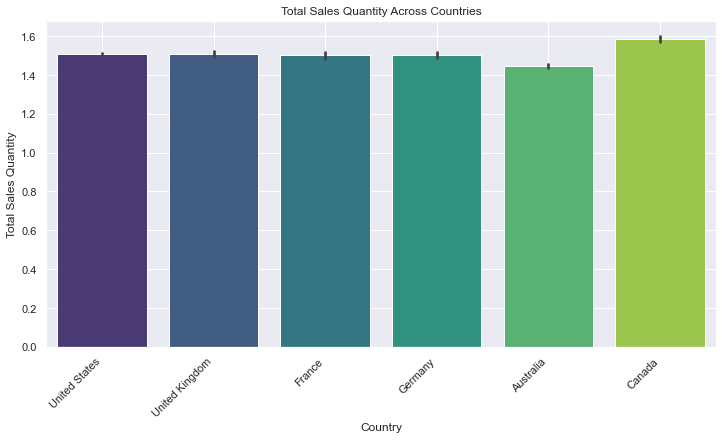 Total Sales Quantity Across Countries
Total Sales Quantity
1.6
1.4
1.2
1.0
0.8
0.6
0.4
0.2
0.0
United States
United Kingdom
France
Germany
Australia
Canada
Country